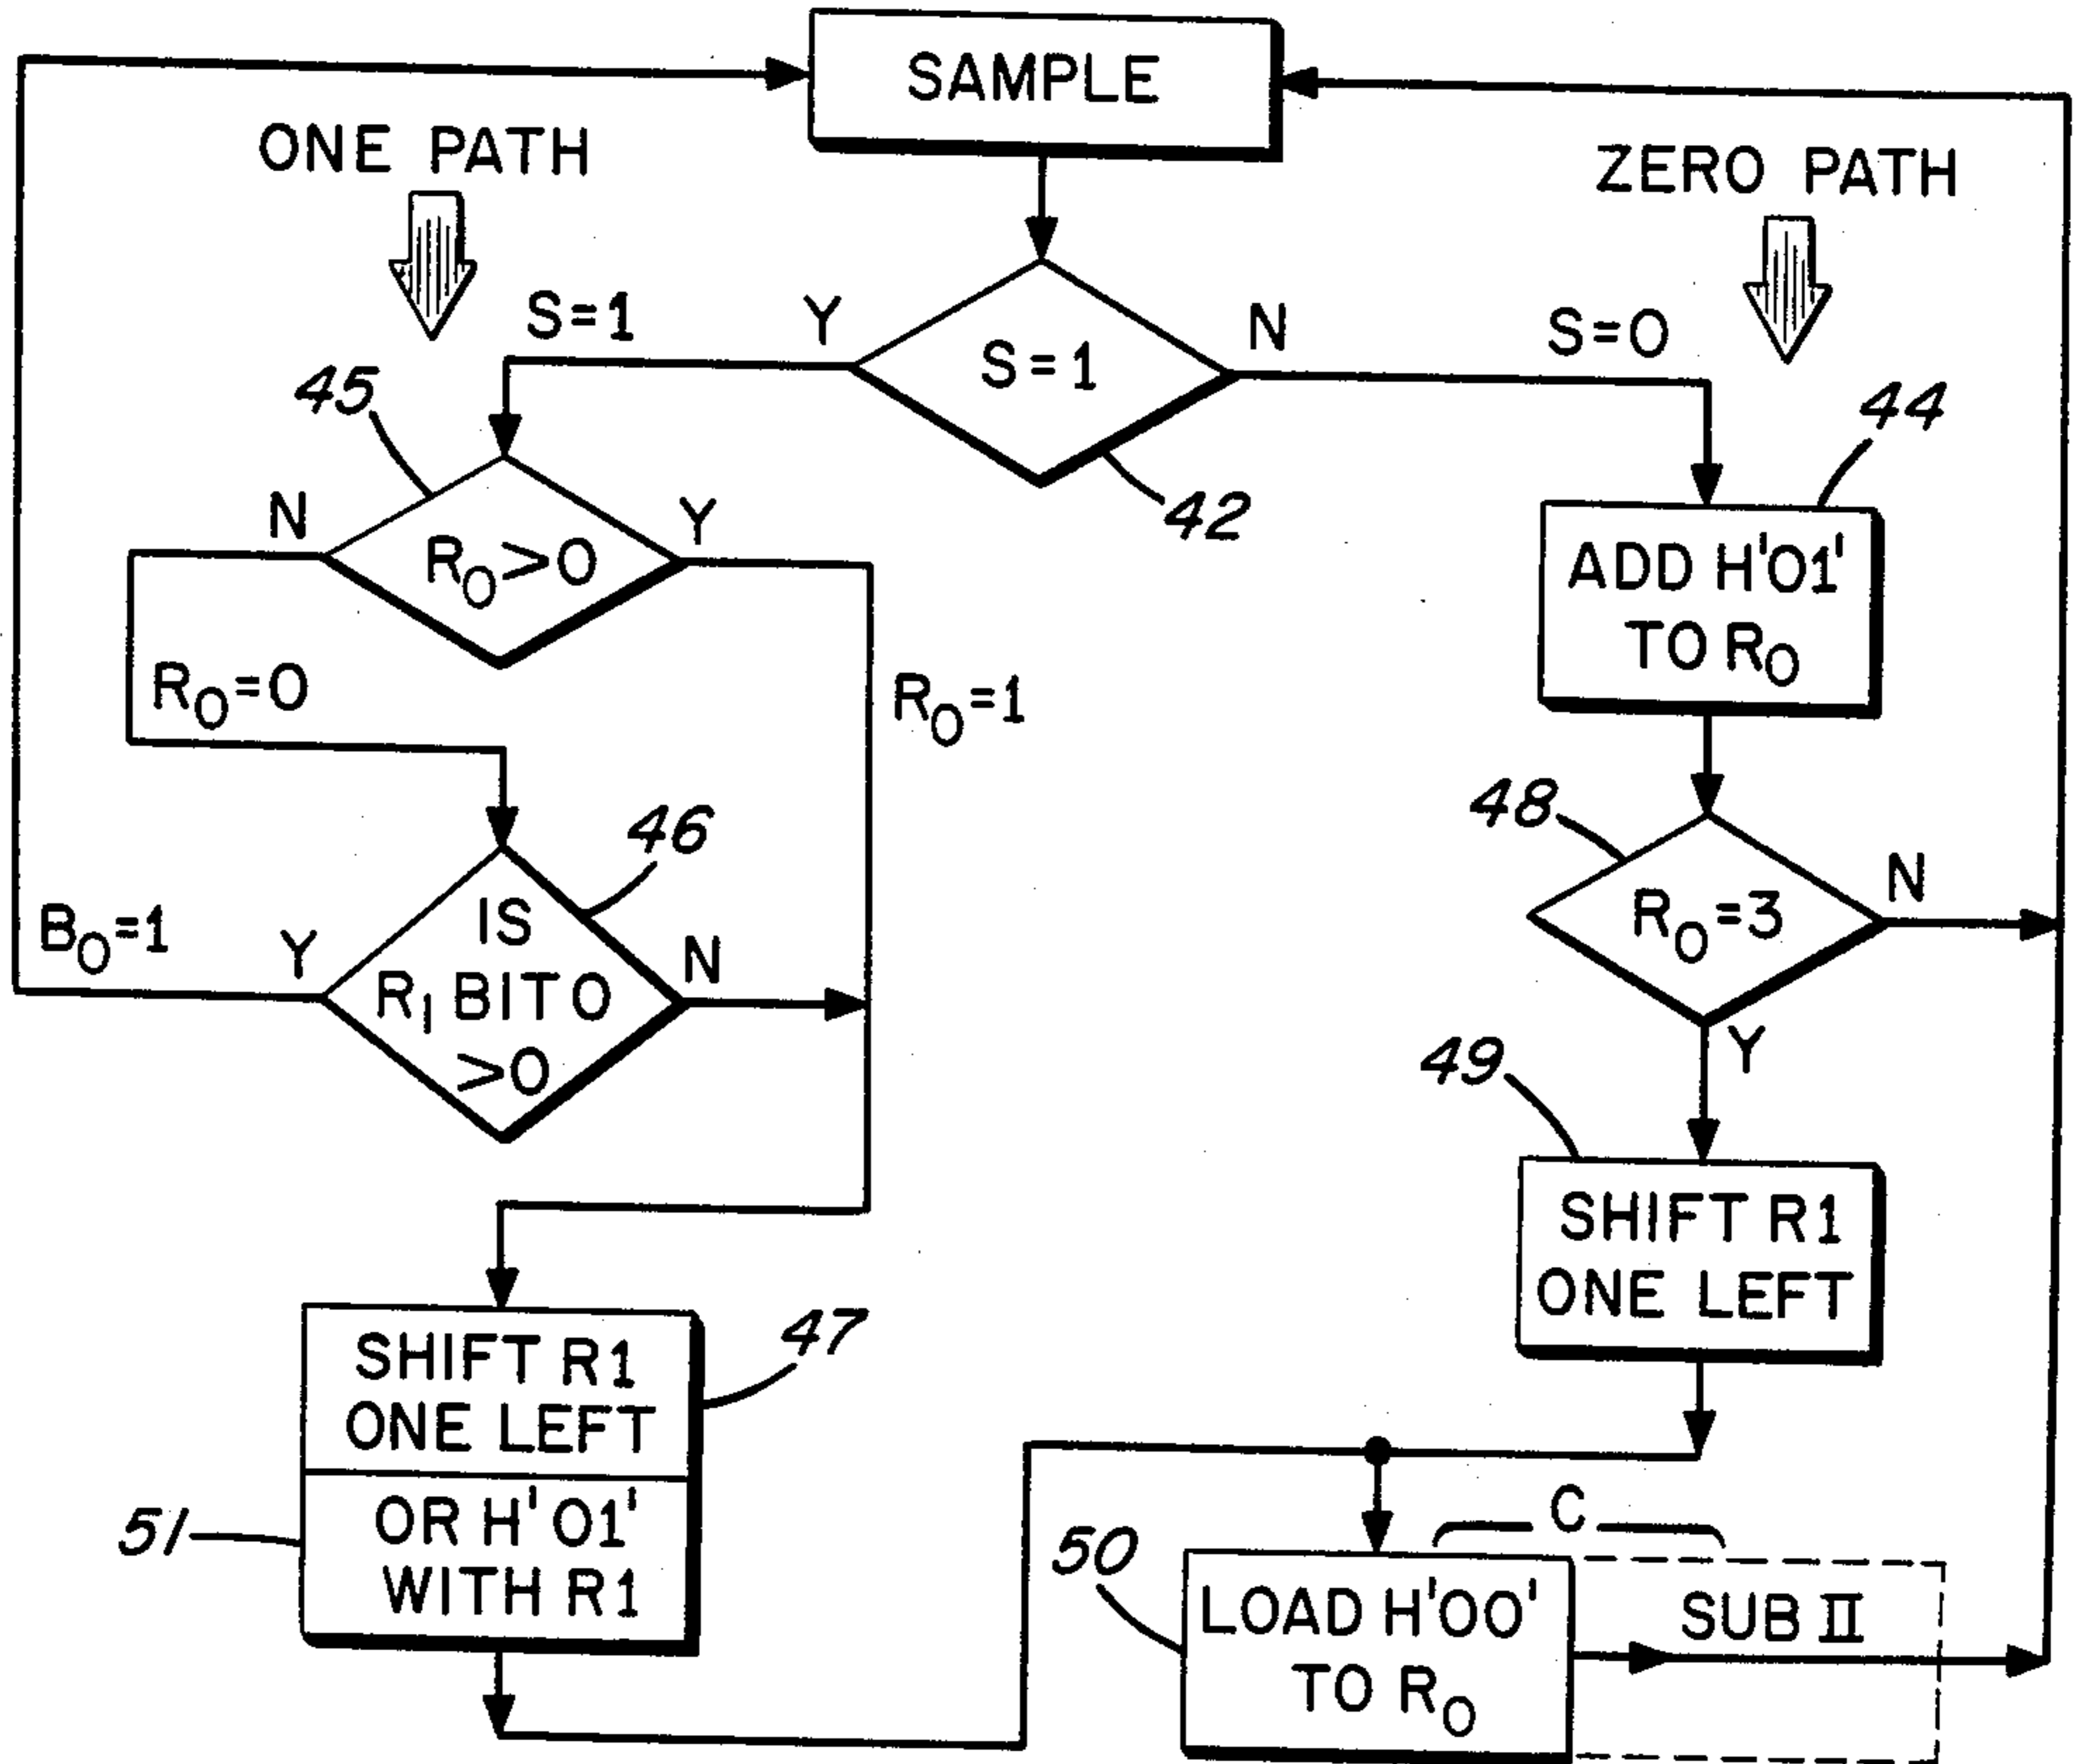 SAMPLE
ONE PATH
ZERO PATH
S=1
Y
S=1
N
S=0
45
44
42
N
R0>0
Y
ADD H'01'
TO R0
R0=0
R0=1
48
46
R0=3
N
IS
R1 BIT0
>0
B0=1
Y
N
Y
49
SHIFT R1
ONE LEFT
SHIFT R1
ONE LEFT
47
OR H'01'
WITH R1
51
C
50
LOAD H'00'
TO R0
SUB II